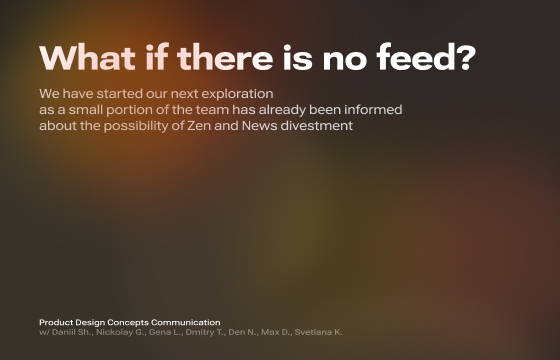 What if there is no feed?
We have started our next exploration
as a small portion of the team has already been informed
about the possibility of Zen and News divestment
Product Design Concepts Communication
w/ Daniil Sh., Nickolay G., Gena L., Dmitry T., Den N., Max D., Svetlana K.